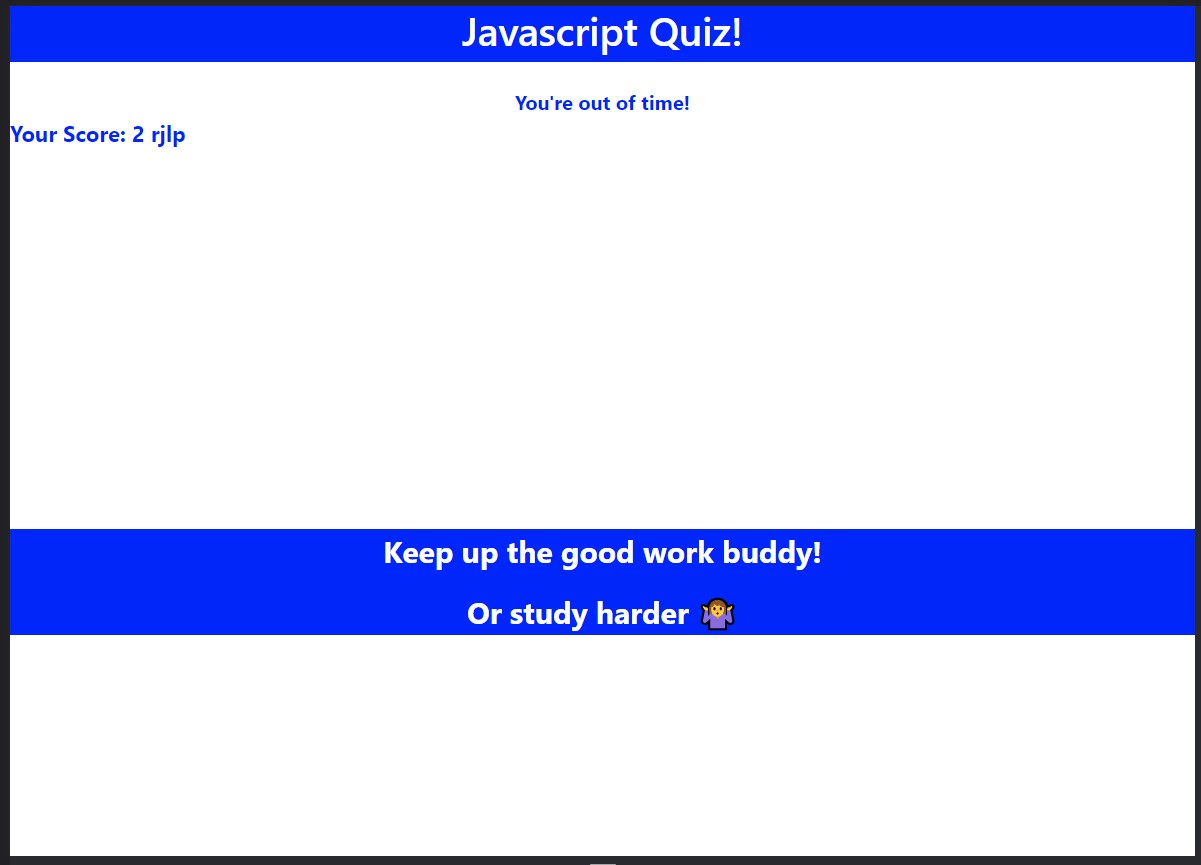 Javascript Quiz!
You're out of time!
Your Score: 2 rjlp
Keep up the good work buddy!
Or study harder 🤷‍♀️